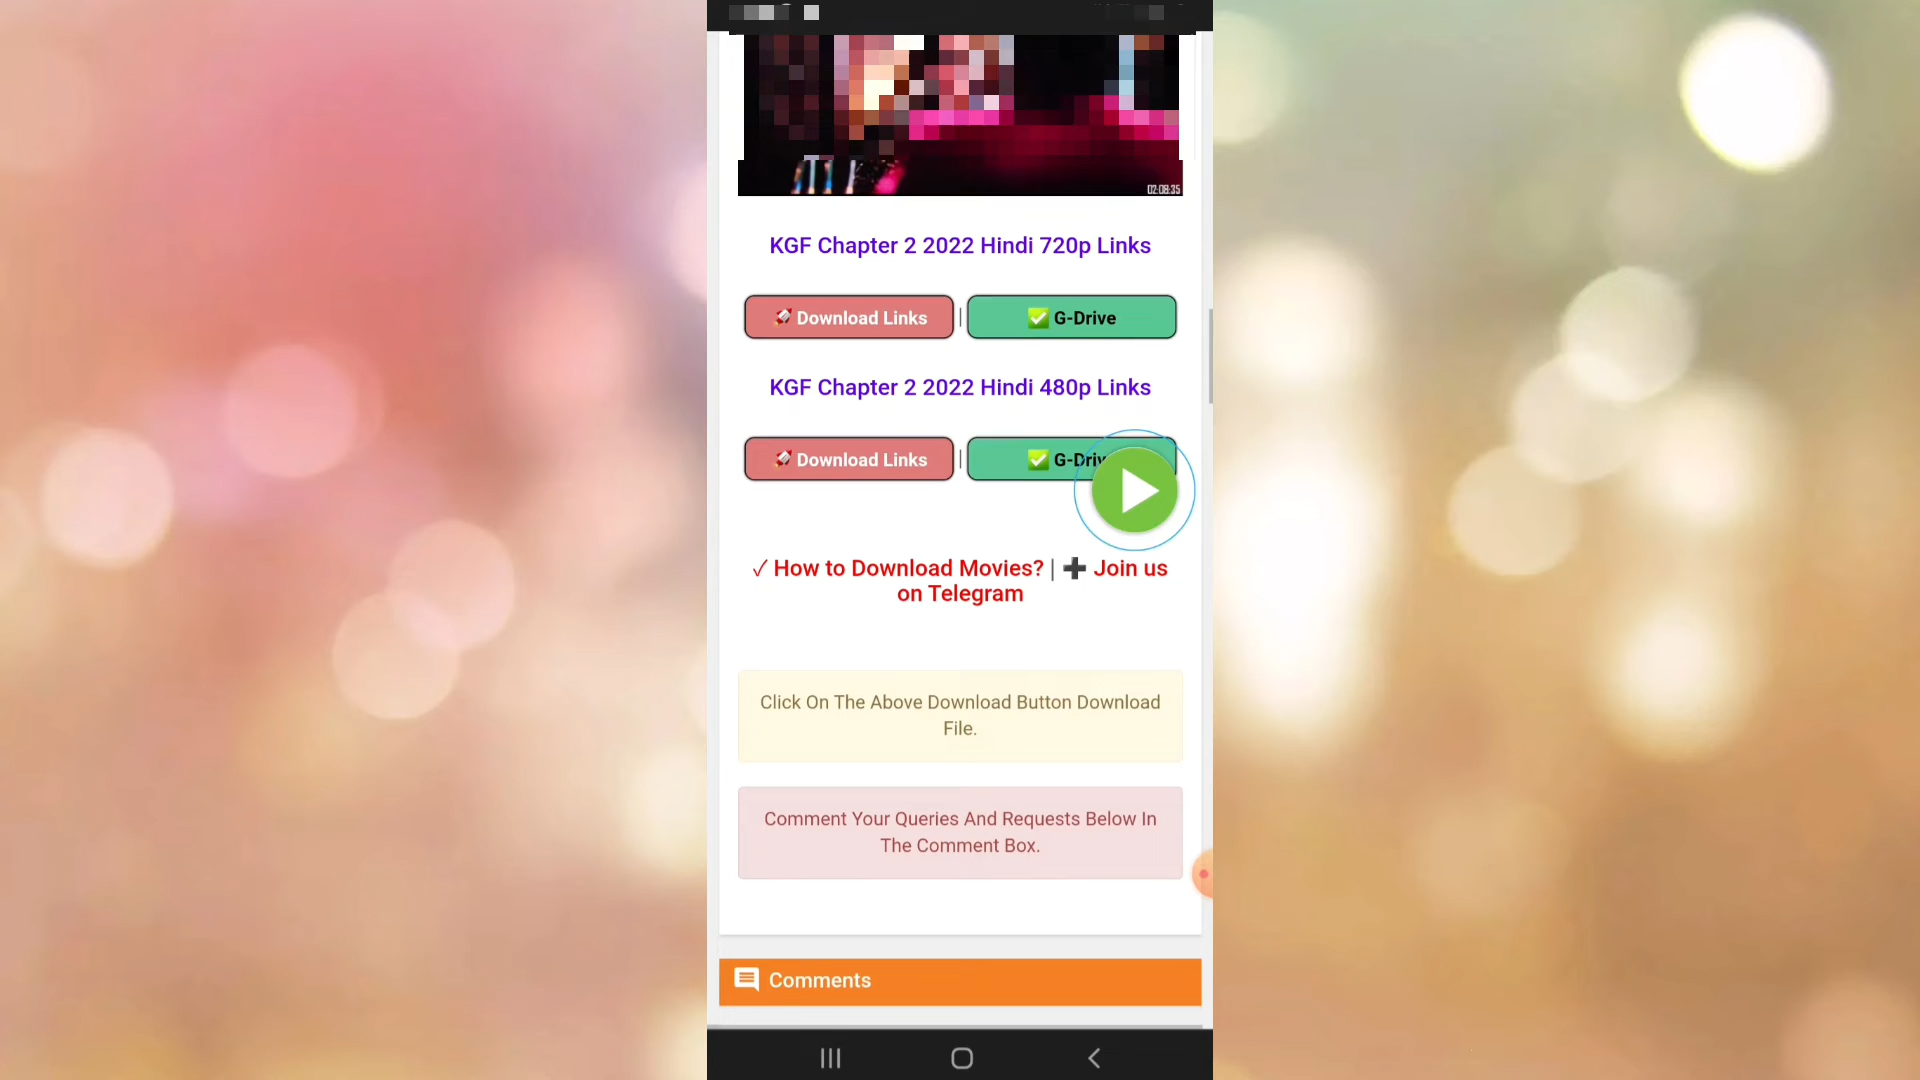 02:08:35
KGF Chapter 2 2022 Hindi 720p Links
Download Links | G-Drive
KGF Chapter 2 2022 Hindi 480p Links
Download Links | G-Driv
✓ How to Download Movies? | ➕ Join us
on Telegram
Click On The Above Download Button Download
File.
Comment Your Queries And Requests Below In
The Comment Box.
Comments